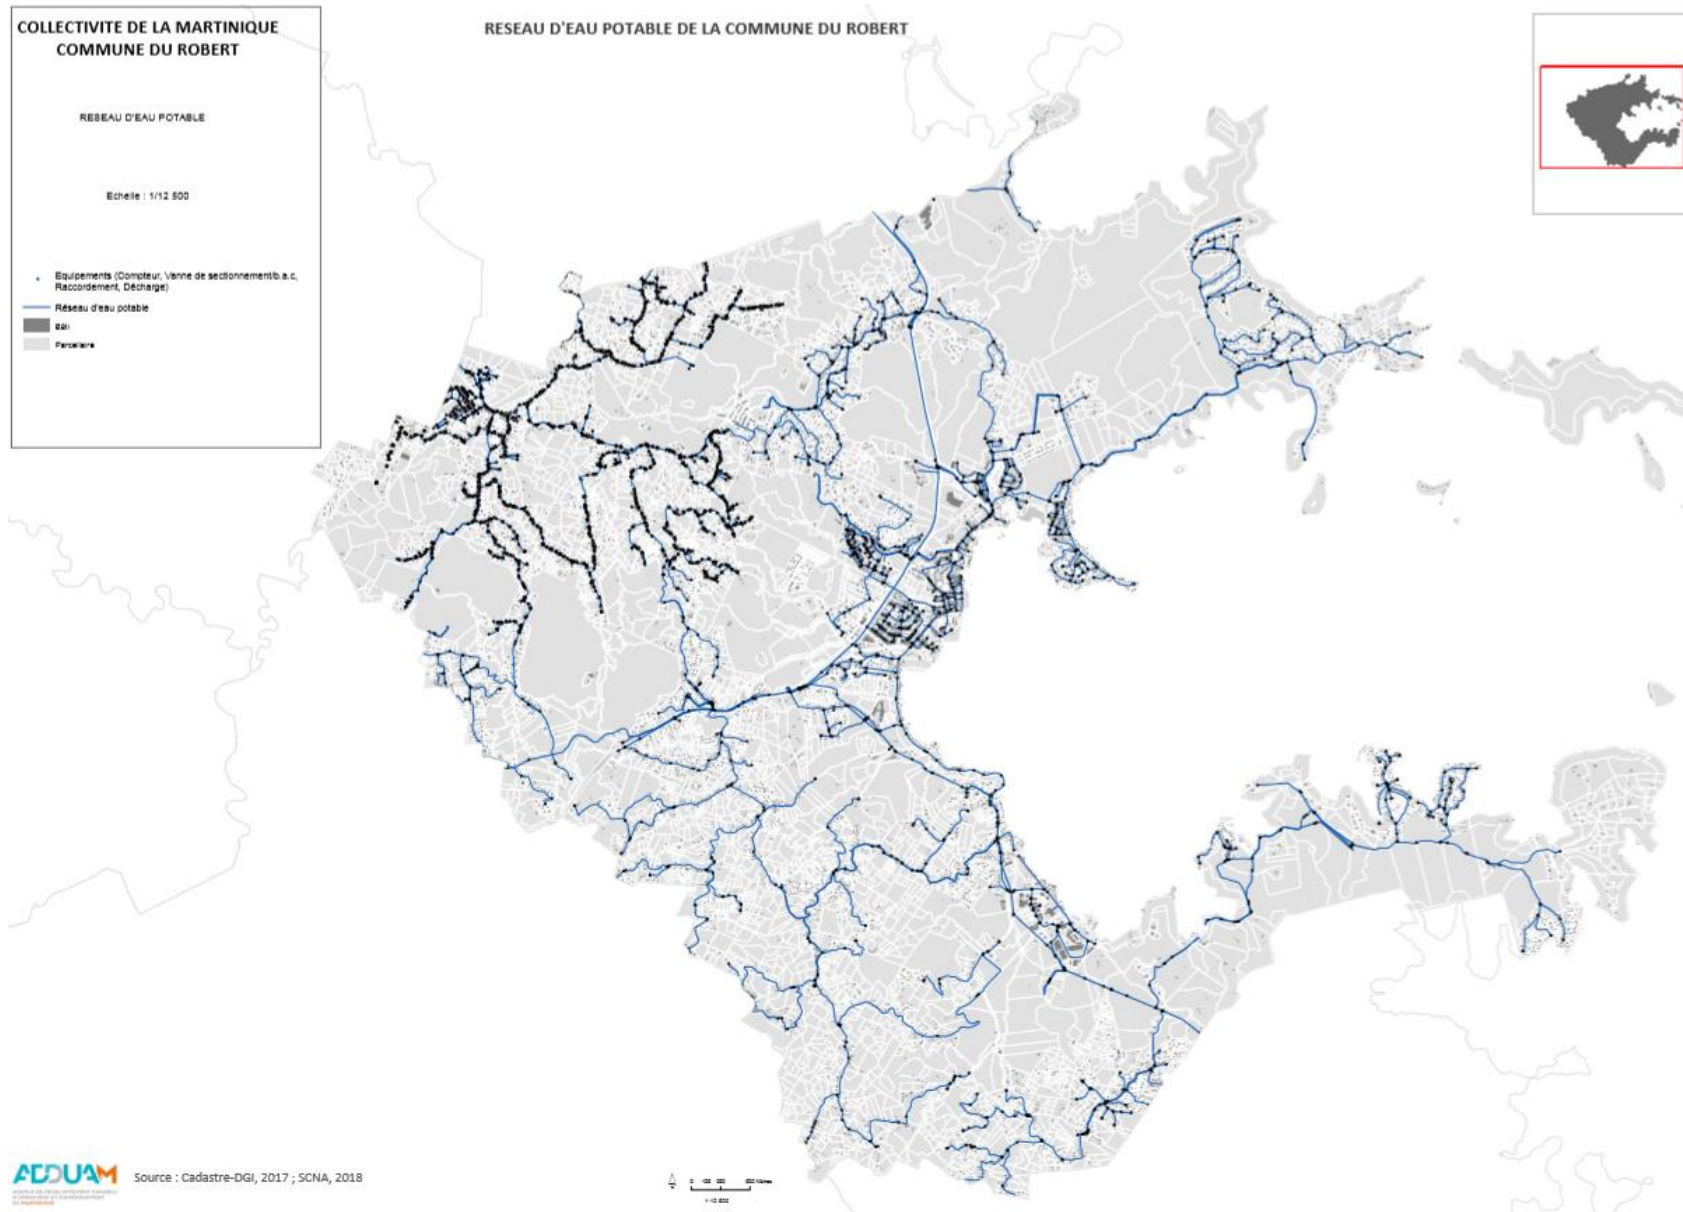 COLLECTIVITE DE LA MARTINIQUE
COMMUNE DU ROBERT
RESEAU D'EAU POTABLE DE LA COMMUNE DU ROBERT
RESEAU D'EAU POTABLE
Echelle : 1/12 500
Equipements (Compteur, Vanne de sectionnement/b.a.c,
Raccordement, Décharge)
Réseau d'eau potable
Bâti
Parcellaire
ADDUAM
Source : Cadastre-DGI, 2017 ; SCNA, 2018